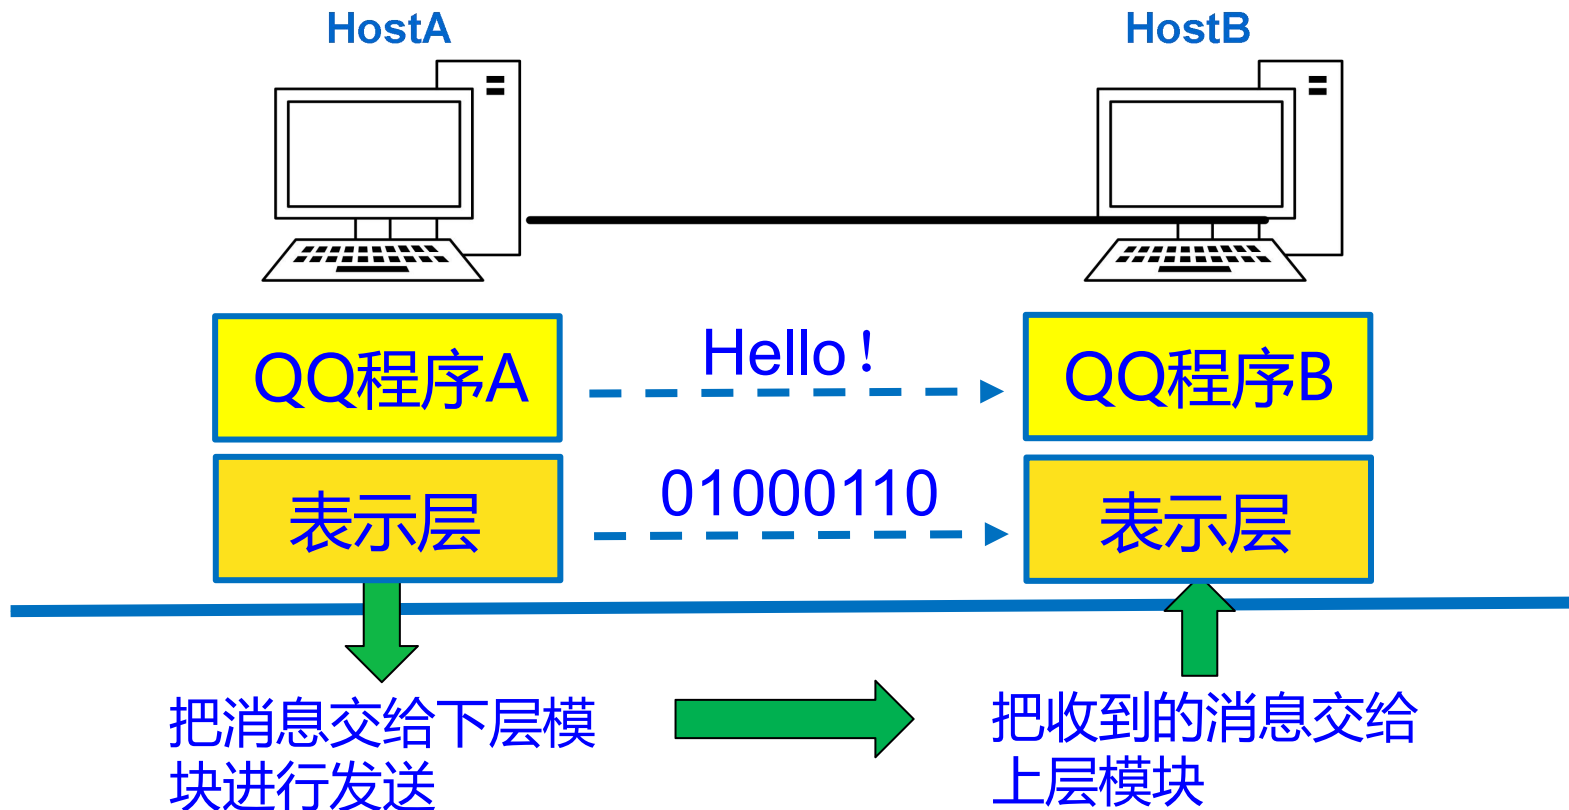 HostA
HostB
QQ程序A
Hello！
QQ程序B
表示层
01000110
表示层
把消息交给下层模
块进行发送
把收到的消息交给
上层模块